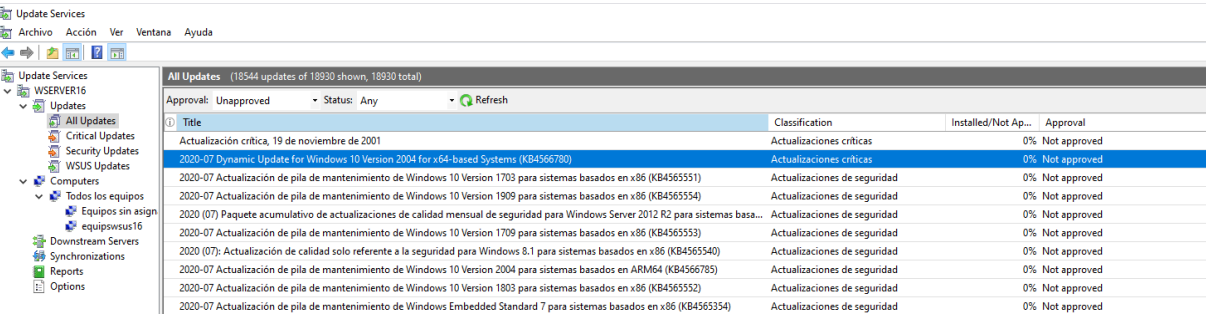 Update Services
Archivo Acción Ver Ventana Ayuda
Update Services
WSERVER16
Updates
All Updates
Critical Updates
Security Updates
WSUS Updates
Computers
Todos los equipos
Equipos sin asign
equipswsus16
Downstream Servers
Synchronizations
Reports
Options
All Updates (18544 updates of 18930 shown, 18930 total)
Approval: Unapproved Status: Any Refresh
Title Classification Installed/Not Ap... Approval
Actualización crítica, 19 de noviembre de 2001 Actualizaciones críticas 0% Not approved
2020-07 Dynamic Update for Windows 10 Version 2004 for x64-based Systems (KB4566780) Actualizaciones críticas 0% Not approved
2020-07 Actualización de pila de mantenimiento de Windows 10 Version 1703 para sistemas basados en x86 (KB4565551) Actualizaciones de seguridad 0% Not approved
2020-07 Actualización de pila de mantenimiento de Windows 10 Version 1909 para sistemas basados en x86 (KB4565554) Actualizaciones de seguridad 0% Not approved
2020 (07) Paquete acumulativo de actualizaciones de calidad mensual de seguridad para Windows Server 2012 R2 para sistemas basa... Actualizaciones de seguridad 0% Not approved
2020-07 Actualización de pila de mantenimiento de Windows 10 Version 1709 para sistemas basados en x86 (KB4565553) Actualizaciones de seguridad 0% Not approved
2020 (07): Actualización de calidad solo referente a la seguridad para Windows 8.1 para sistemas basados en x86 (KB4565540) Actualizaciones de seguridad 0% Not approved
2020-07 Actualización de pila de mantenimiento de Windows 10 Version 2004 para sistemas basados en ARM64 (KB4566785) Actualizaciones de seguridad 0% Not approved
2020-07 Actualización de pila de mantenimiento de Windows 10 Version 1803 para sistemas basados en x86 (KB4565552) Actualizaciones de seguridad 0% Not approved
2020-07 Actualización de pila de mantenimiento de Windows Embedded Standard 7 para sistemas basados en x86 (KB4565354) Actualizaciones de seguridad 0% Not approved